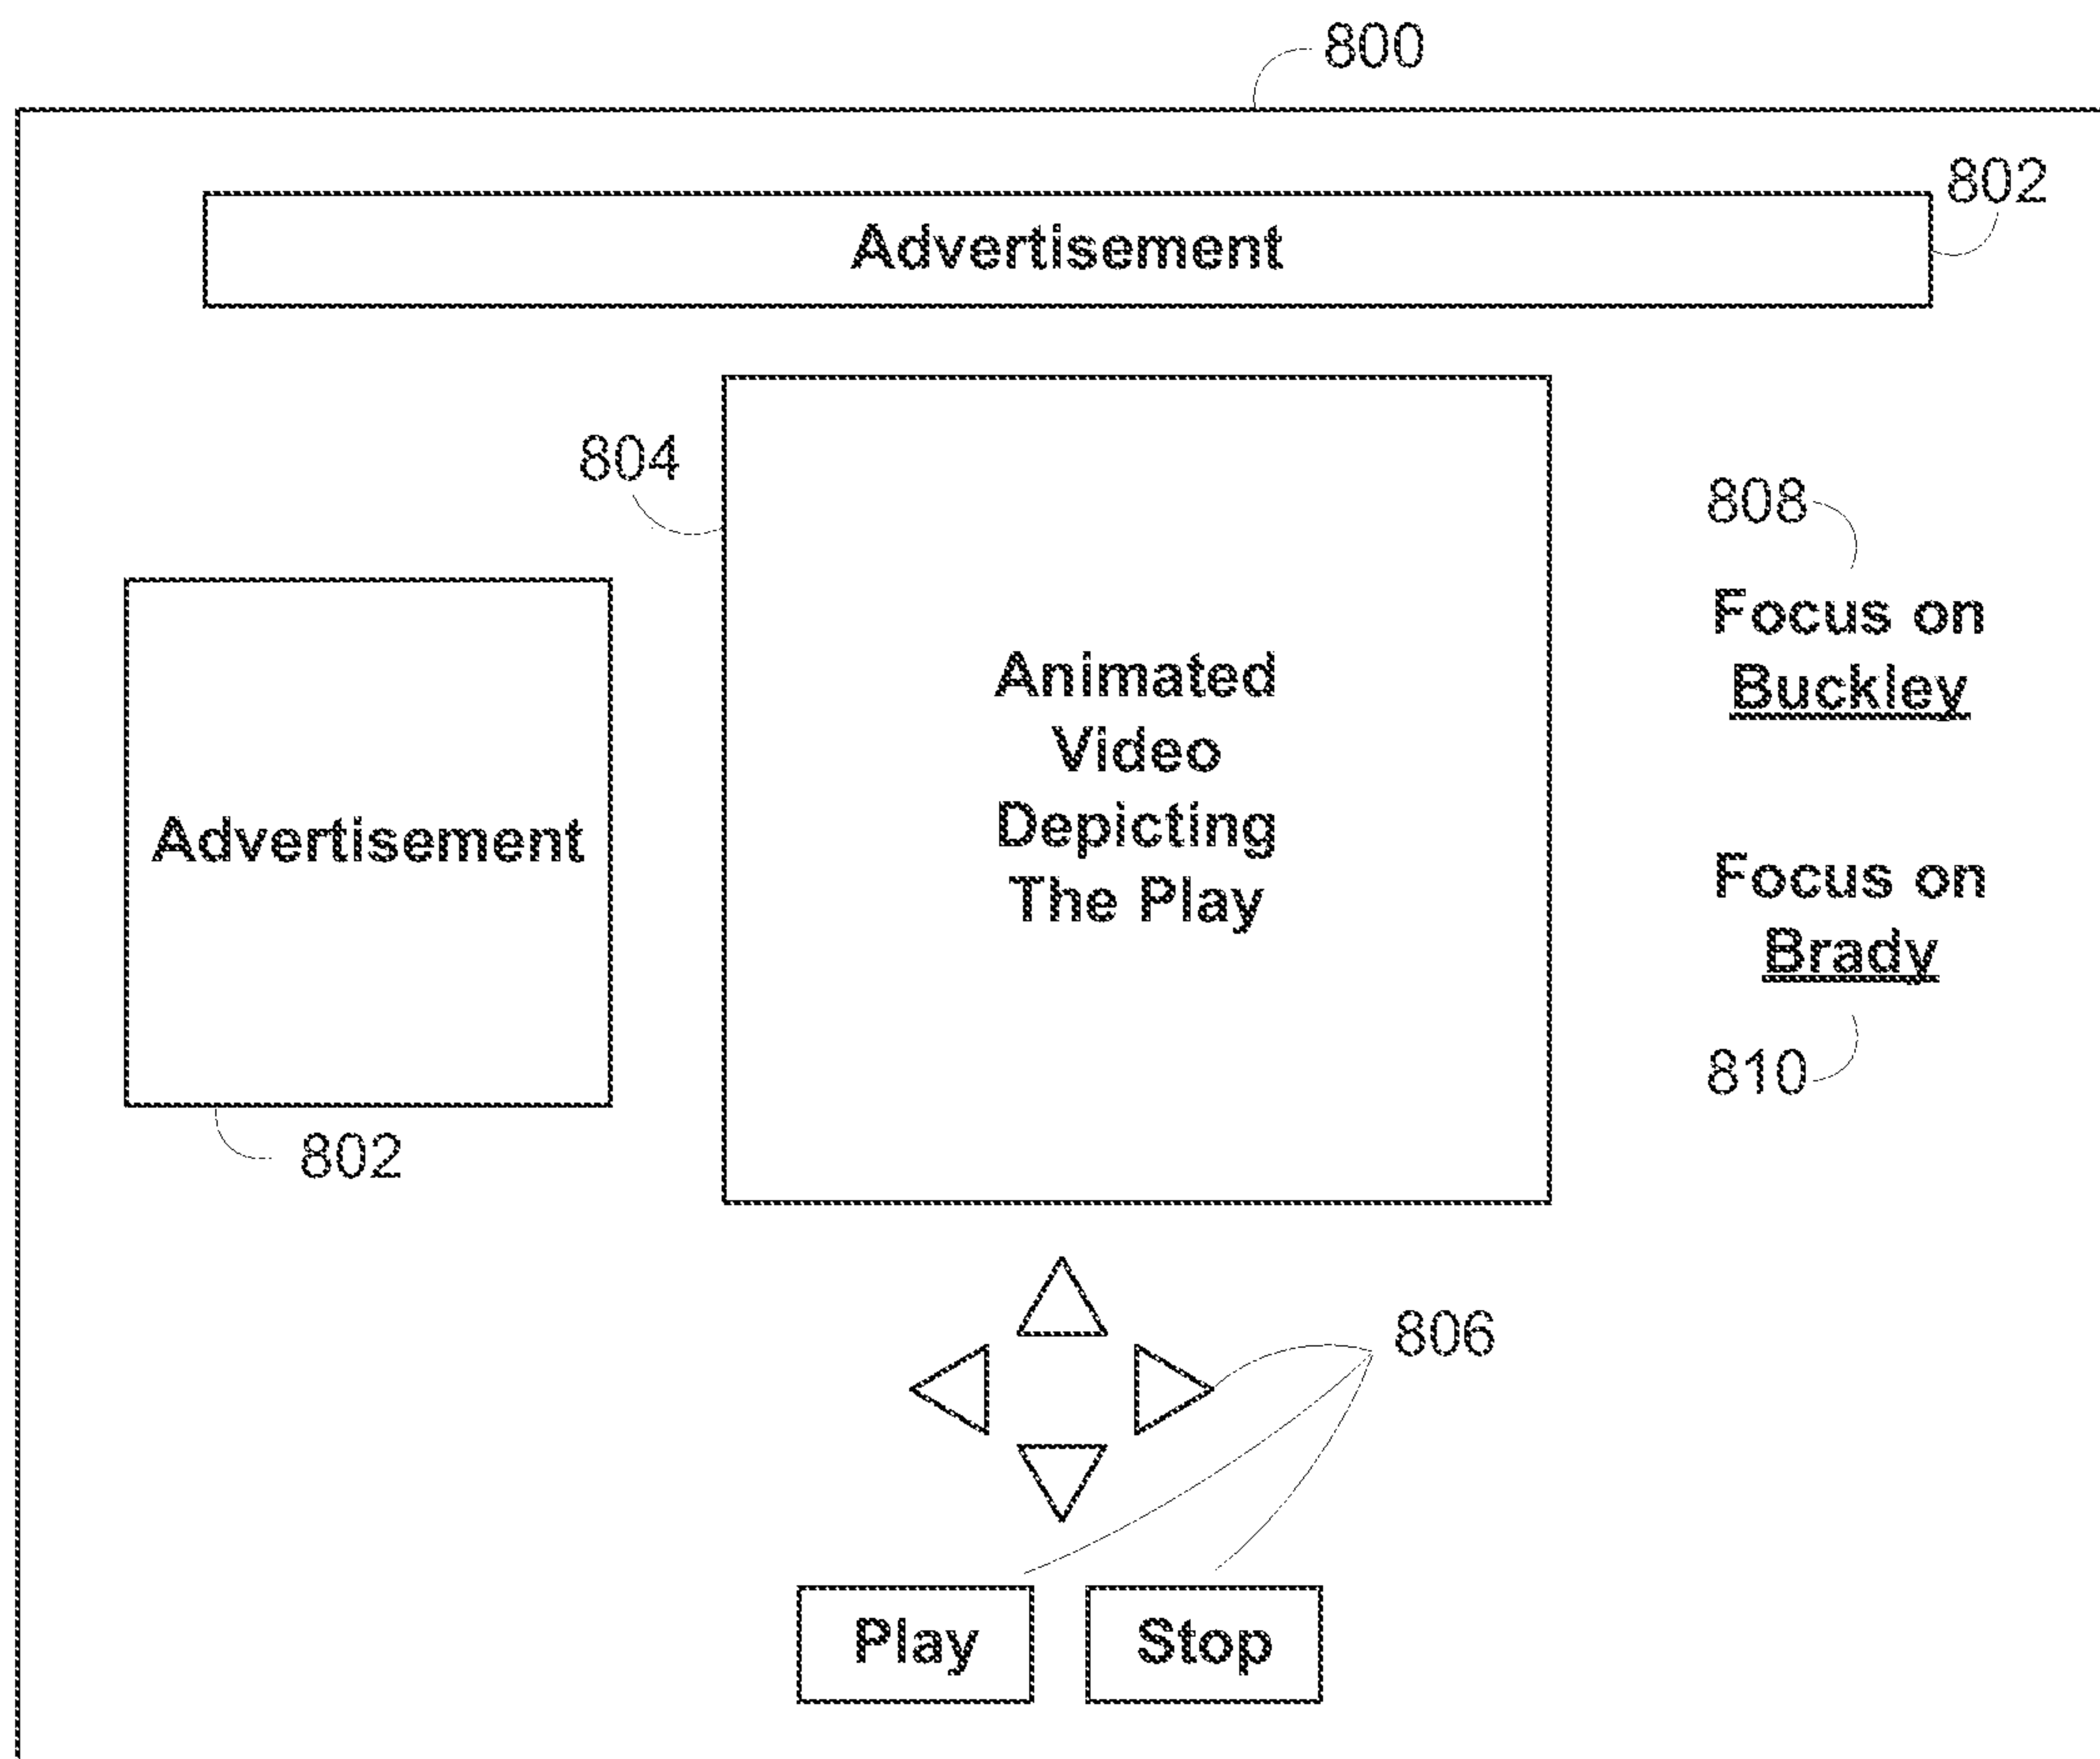 800
802
Advertisement
804
808
Focus on
Buckley
Animated
Video
Depicting
The Play
Advertisement
Focus on
Brady
810
802
806
Play
Stop